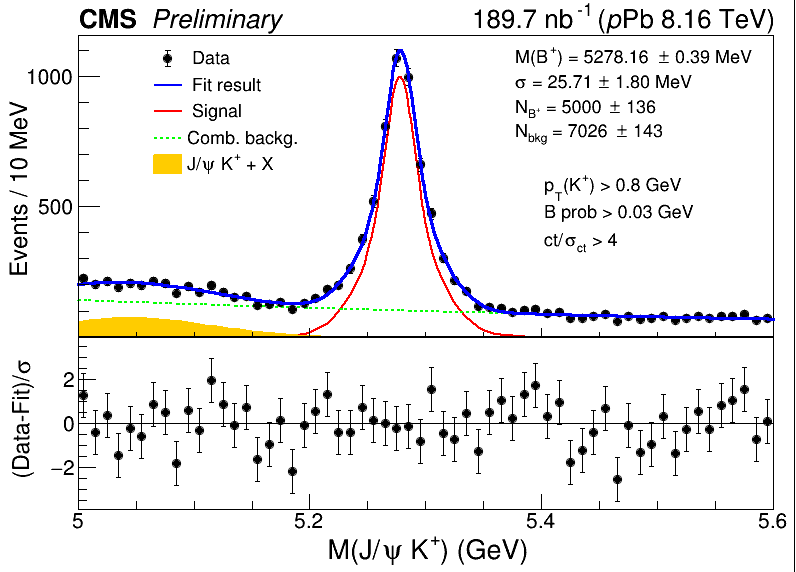 CMS Preliminary 189.7 nb⁻¹ (pPb 8.16 TeV)
Data
Fit result
Signal
Comb. backg.
J/ψ K⁺ + X
M(B⁺) = 5278.16 ± 0.39 MeV
σ = 25.71 ± 1.80 MeV
N_B⁺ = 5000 ± 136
N_bkg = 7026 ± 143
p_T(K⁺) > 0.8 GeV
B prob > 0.03 GeV
ct/σ_ct > 4
Events / 10 MeV
1000
500
(Data-Fit)/σ
2
0
−2
5 5.2 5.4 5.6
M(J/ψ K⁺) (GeV)